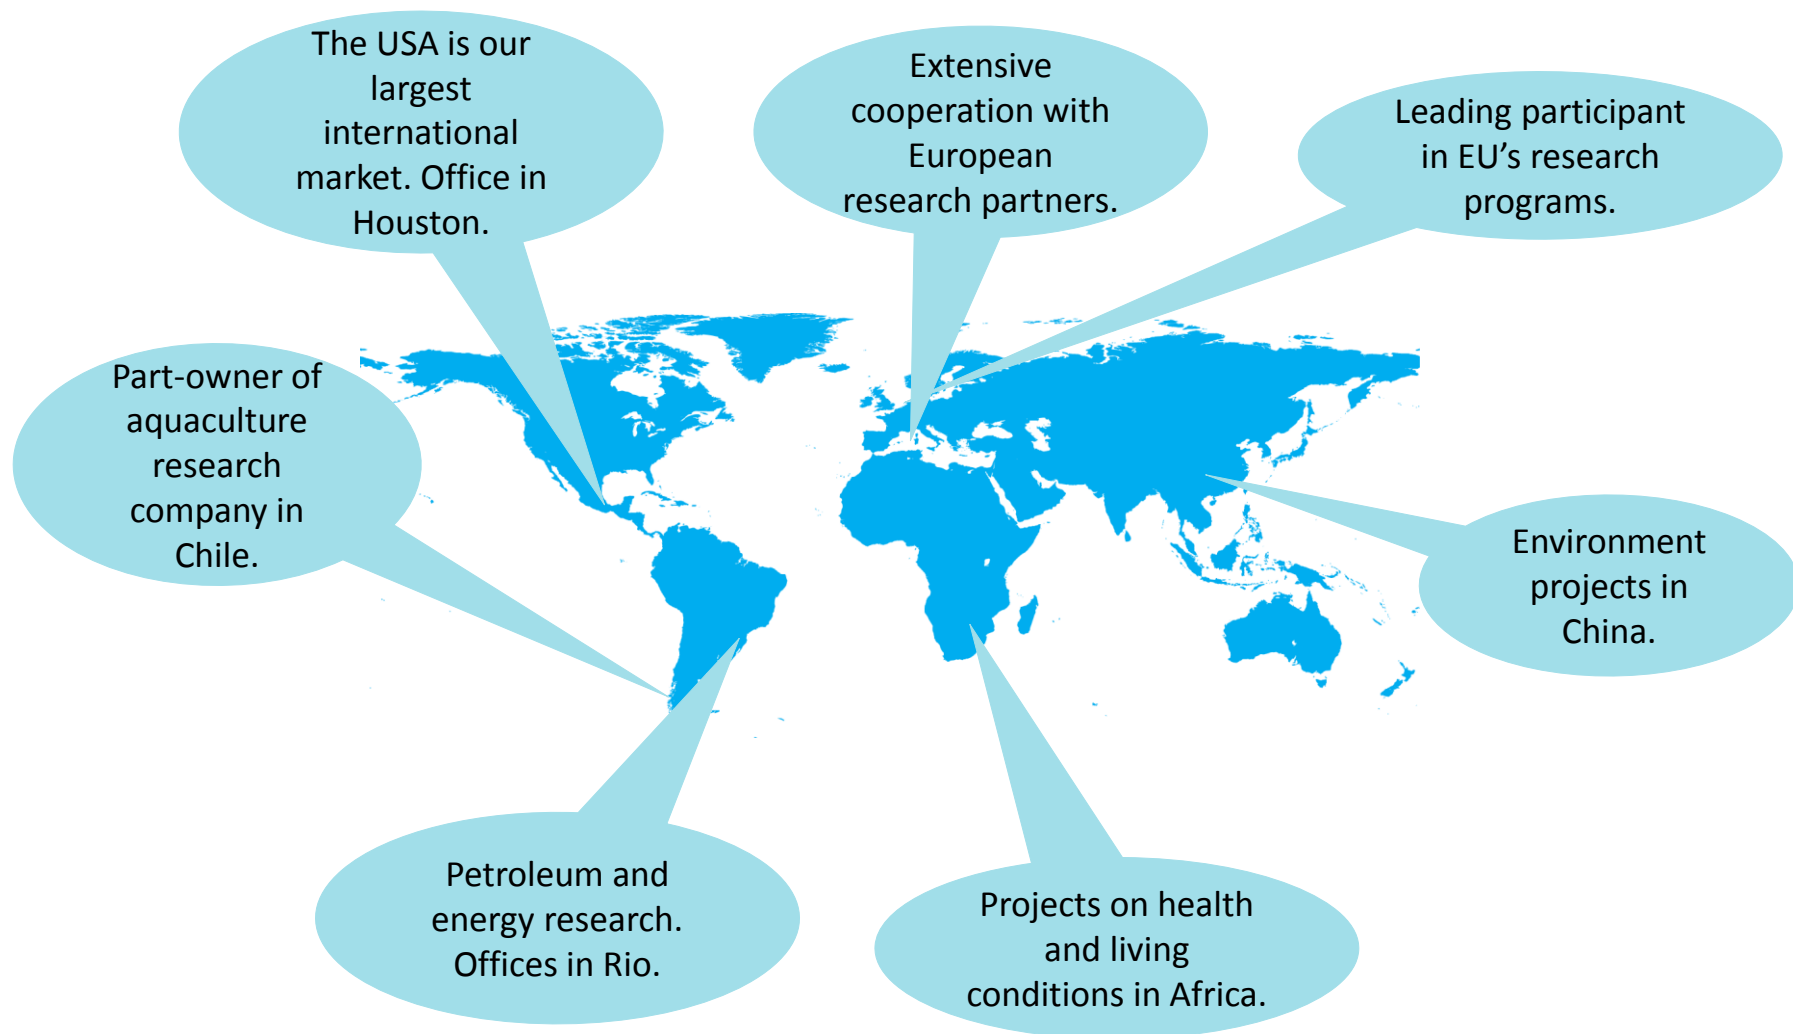 The USA is our
largest
international
market. Office in
Houston.
Extensive
cooperation with
European
research partners.
Leading participant
in EU’s research
programs.
Part-owner of
aquaculture
research
company in
Chile.
Environment
projects in
China.
Petroleum and
energy research.
Offices in Rio.
Projects on health
and living
conditions in Africa.